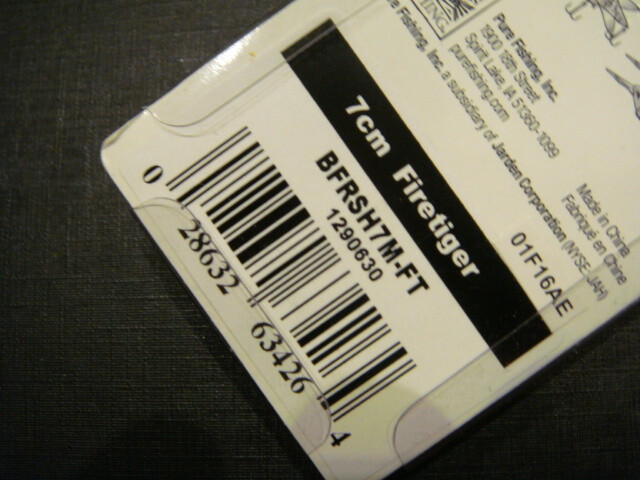 ING.
Pure Fishing, Inc.
1900 18th Street
Spirit Lake, IA 51360-1099
purefishing.com
Fishing, Inc. a subsidiary of Jarden Corporation (NYSE JAH)
Made in China
Fabriqué en Chine
01F16AE
7cm Firetiger
BFRSH7M-FT
1290630
0 28632 63426 4